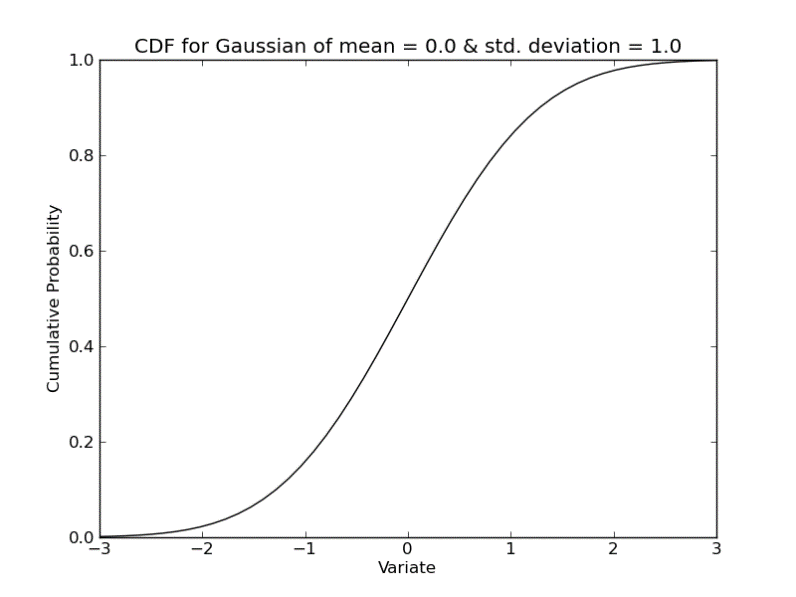 CDF for Gaussian of mean = 0.0 & std. deviation = 1.0
1.0
0.8
0.6
0.4
0.2
0.0
Cumulative Probability
−3 −2 −1 0 1 2 3
Variate